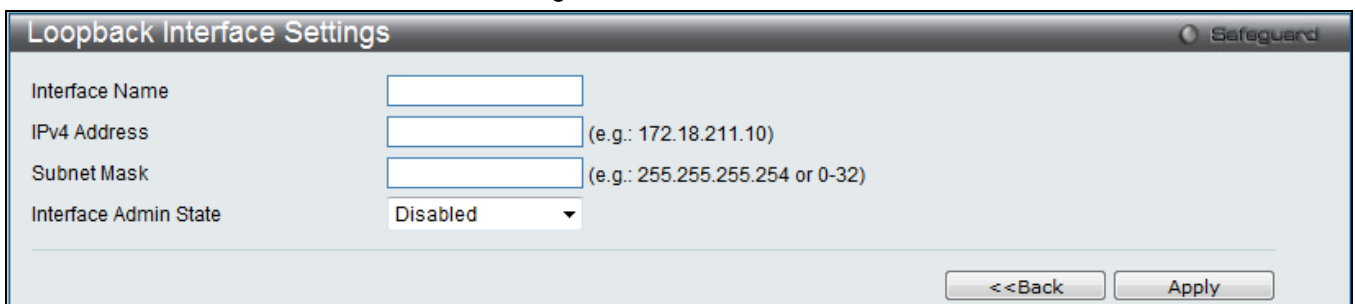 Loopback Interface Settings
Safeguard
Interface Name
IPv4 Address (e.g.: 172.18.211.10)
Subnet Mask (e.g.: 255.255.255.254 or 0-32)
Interface Admin State Disabled
<<Back Apply